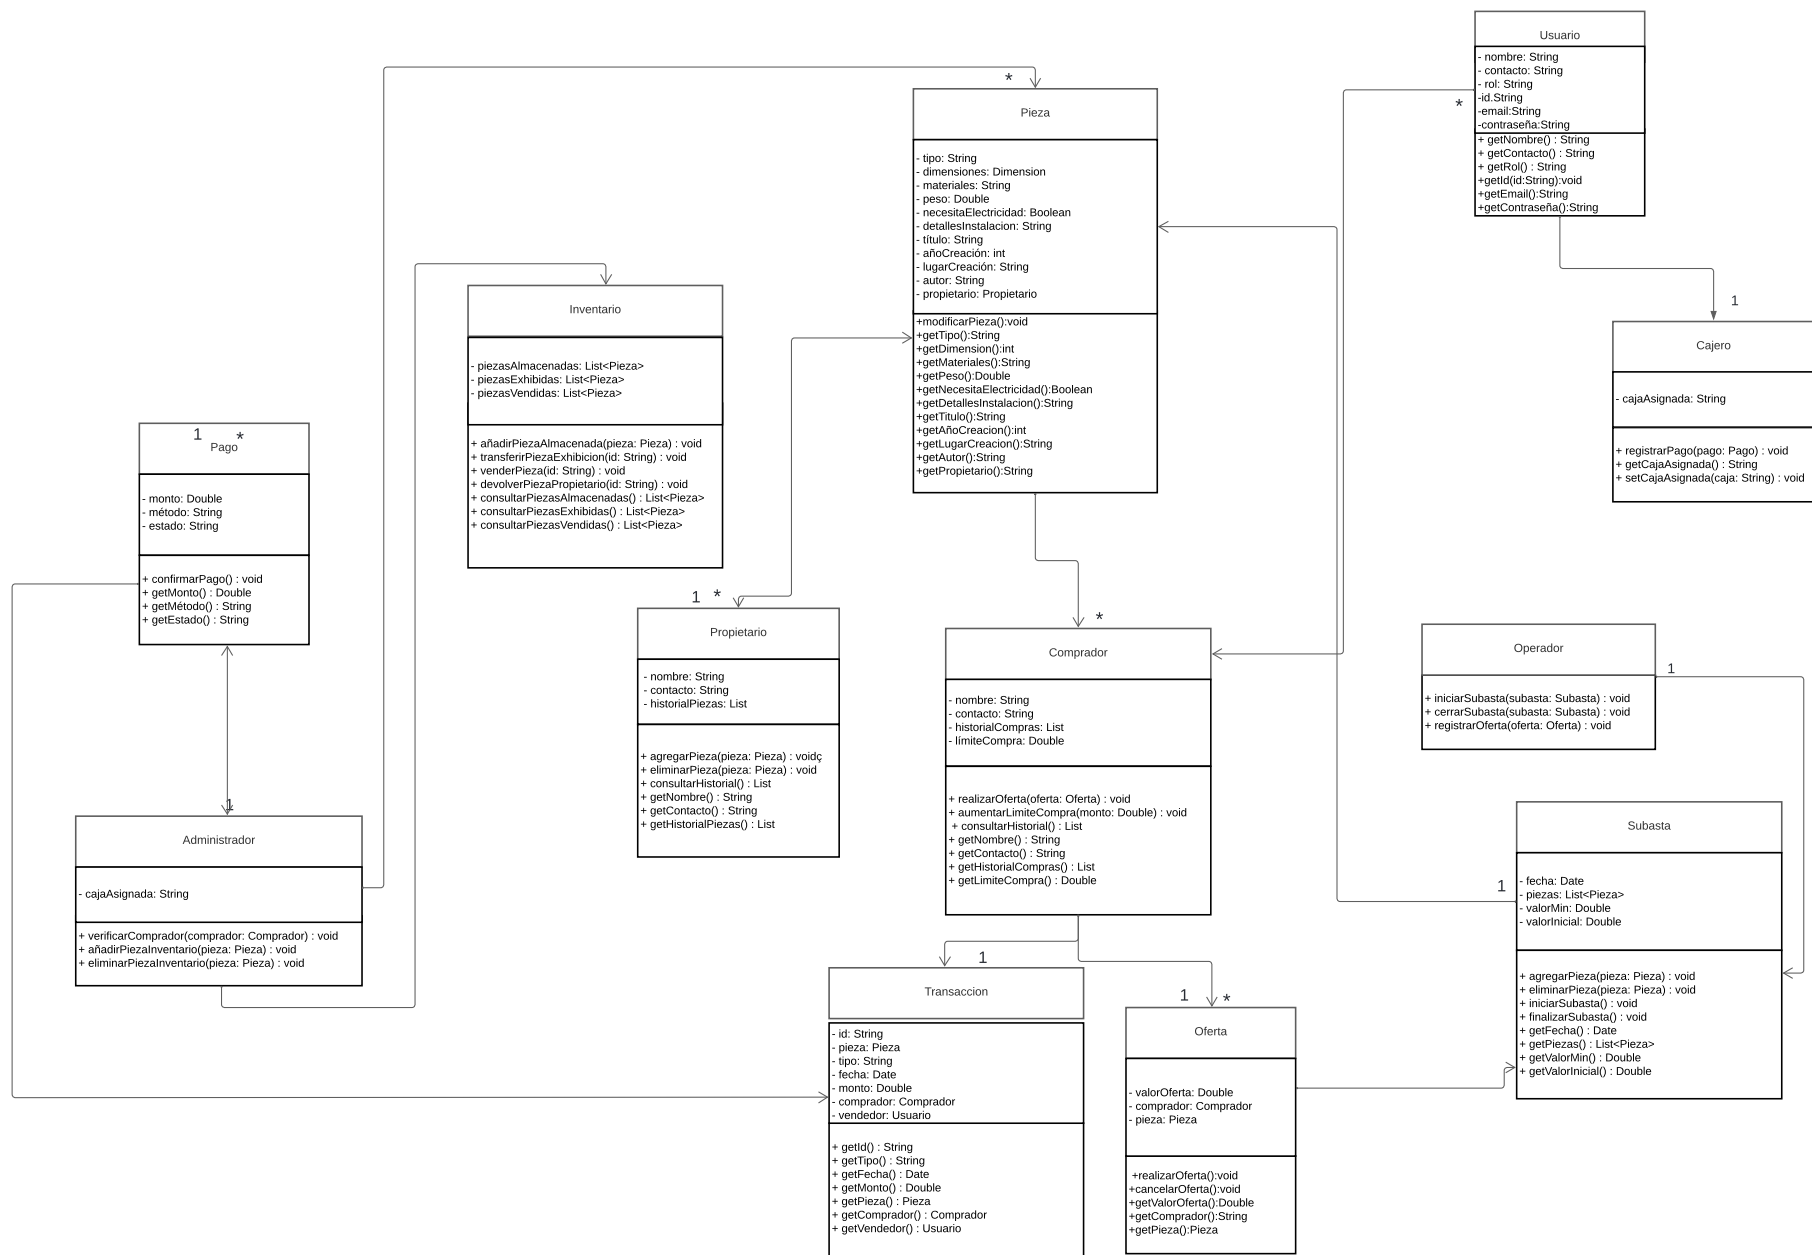 Usuario
- nombre: String
- contacto: String
- rol: String
-id.String
-email:String
-contraseña:String
+ getNombre() : String
+ getContacto() : String
+ getRol() : String
+getId(id:String):void
+getEmail():String
+getContraseña():String
*
*
Pieza
- tipo: String
- dimensiones: Dimension
- materiales: String
- peso: Double
- necesitaElectricidad: Boolean
- detallesInstalacion: String
- título: String
- añoCreación: int
- lugarCreación: String
- autor: String
- propietario: Propietario
+modificarPieza():void
+getTipo():String
+getDimension():int
+getMateriales():String
+getPeso():Double
+getNecesitaElectricidad():Boolean
+getDetallesInstalacion():String
+getTitulo():String
+getAñoCreacion():int
+getLugarCreacion():String
+getAutor():String
+getPropietario():String
Inventario
- piezasAlmacenadas: List<Pieza>
- piezasExhibidas: List<Pieza>
- piezasVendidas: List<Pieza>
+ añadirPiezaAlmacenada(pieza: Pieza) : void
+ transferirPiezaExhibicion(id: String) : void
+ venderPieza(id: String) : void
+ devolverPiezaPropietario(id: String) : void
+ consultarPiezasAlmacenadas() : List<Pieza>
+ consultarPiezasExhibidas() : List<Pieza>
+ consultarPiezasVendidas() : List<Pieza>
1
Cajero
- cajaAsignada: String
+ registrarPago(pago: Pago) : void
+ getCajaAsignada() : String
+ setCajaAsignada(caja: String) : void
1 *
Pago
- monto: Double
- método: String
- estado: String
+ confirmarPago() : void
+ getMonto() : Double
+ getMétodo() : String
+ getEstado() : String
1 *
Propietario
- nombre: String
- contacto: String
- historialPiezas: List
+ agregarPieza(pieza: Pieza) : voidç
+ eliminarPieza(pieza: Pieza) : void
+ consultarHistorial() : List
+ getNombre() : String
+ getContacto() : String
+ getHistorialPiezas() : List
*
Comprador
- nombre: String
- contacto: String
- historialCompras: List
- límiteCompra: Double
+ realizarOferta(oferta: Oferta) : void
+ aumentarLimiteCompra(monto: Double) : void
+ consultarHistorial() : List
+ getNombre() : String
+ getContacto() : String
+ getHistorialCompras() : List
+ getLimiteCompra() : Double
Operador
1
+ iniciarSubasta(subasta: Subasta) : void
+ cerrarSubasta(subasta: Subasta) : void
+ registrarOferta(oferta: Oferta) : void
1
Administrador
- cajaAsignada: String
+ verificarComprador(comprador: Comprador) : void
+ añadirPiezaInventario(pieza: Pieza) : void
+ eliminarPiezaInventario(pieza: Pieza) : void
1
Subasta
- fecha: Date
- piezas: List<Pieza>
- valorMin: Double
- valorInicial: Double
+ agregarPieza(pieza: Pieza) : void
+ eliminarPieza(pieza: Pieza) : void
+ iniciarSubasta() : void
+ finalizarSubasta() : void
+ getFecha() : Date
+ getPiezas() : List<Pieza>
+ getValorMin() : Double
+ getValorInicial() : Double
1
Transaccion
- id: String
- pieza: Pieza
- tipo: String
- fecha: Date
- monto: Double
- comprador: Comprador
- vendedor: Usuario
+ getId() : String
+ getTipo() : String
+ getFecha() : Date
+ getMonto() : Double
+ getPieza() : Pieza
+ getComprador() : Comprador
+ getVendedor() : Usuario
1 *
Oferta
- valorOferta: Double
- comprador: Comprador
- pieza: Pieza
+realizarOferta():void
+cancelarOferta():void
+getValorOferta():Double
+getComprador():String
+getPieza():Pieza